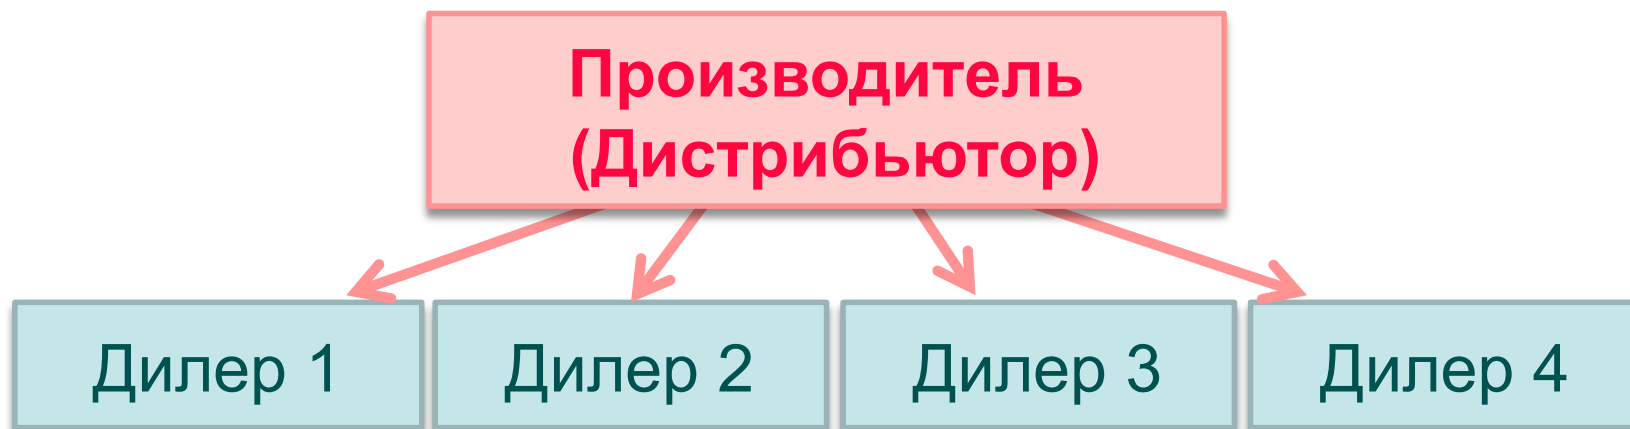 Производитель
(Дистрибьютор)
Дилер 1
Дилер 2
Дилер 3
Дилер 4